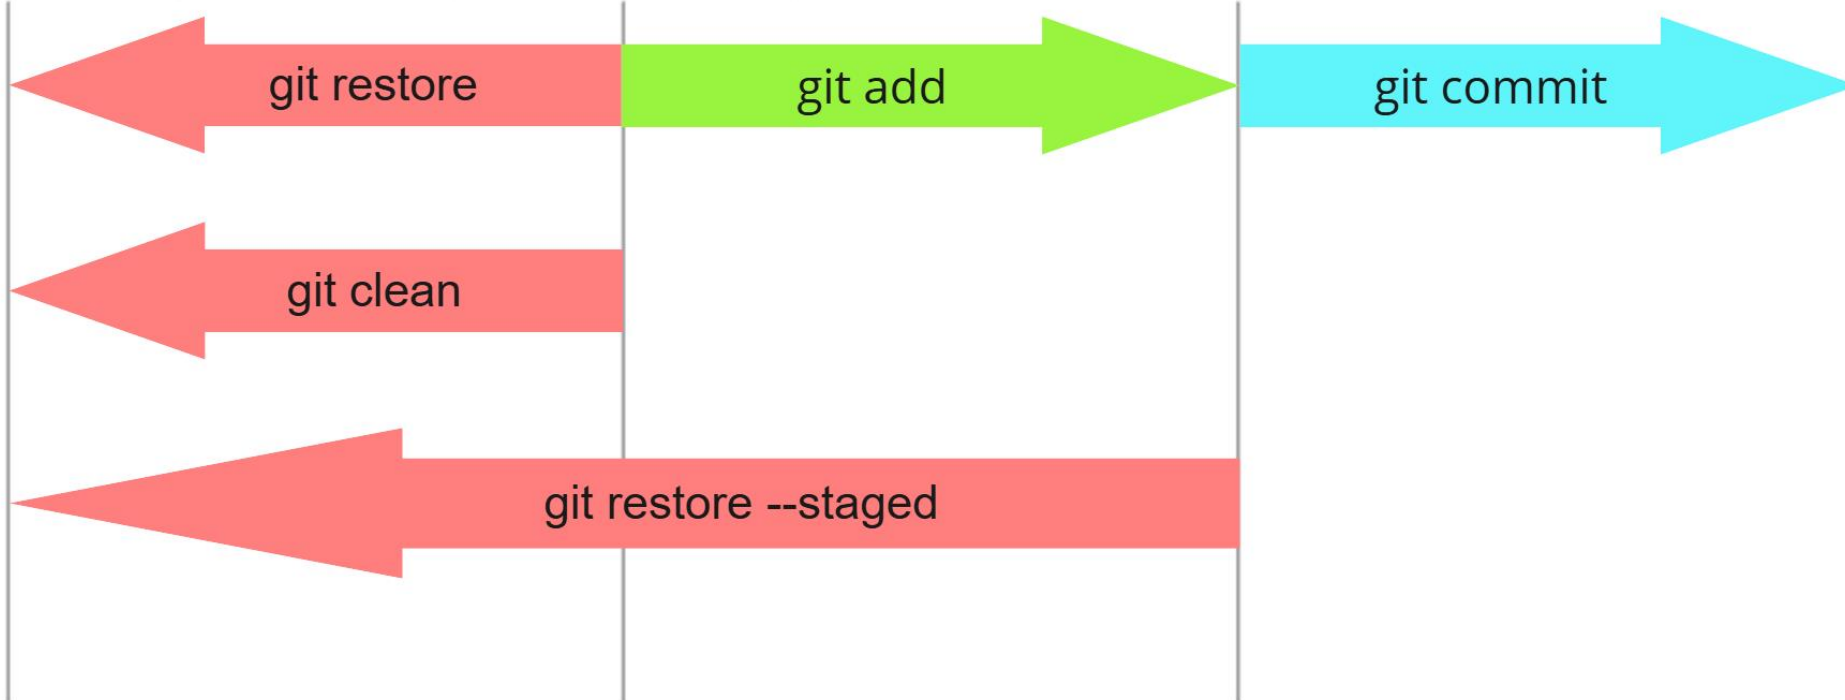 git restore
git add
git commit
git clean
git restore --staged